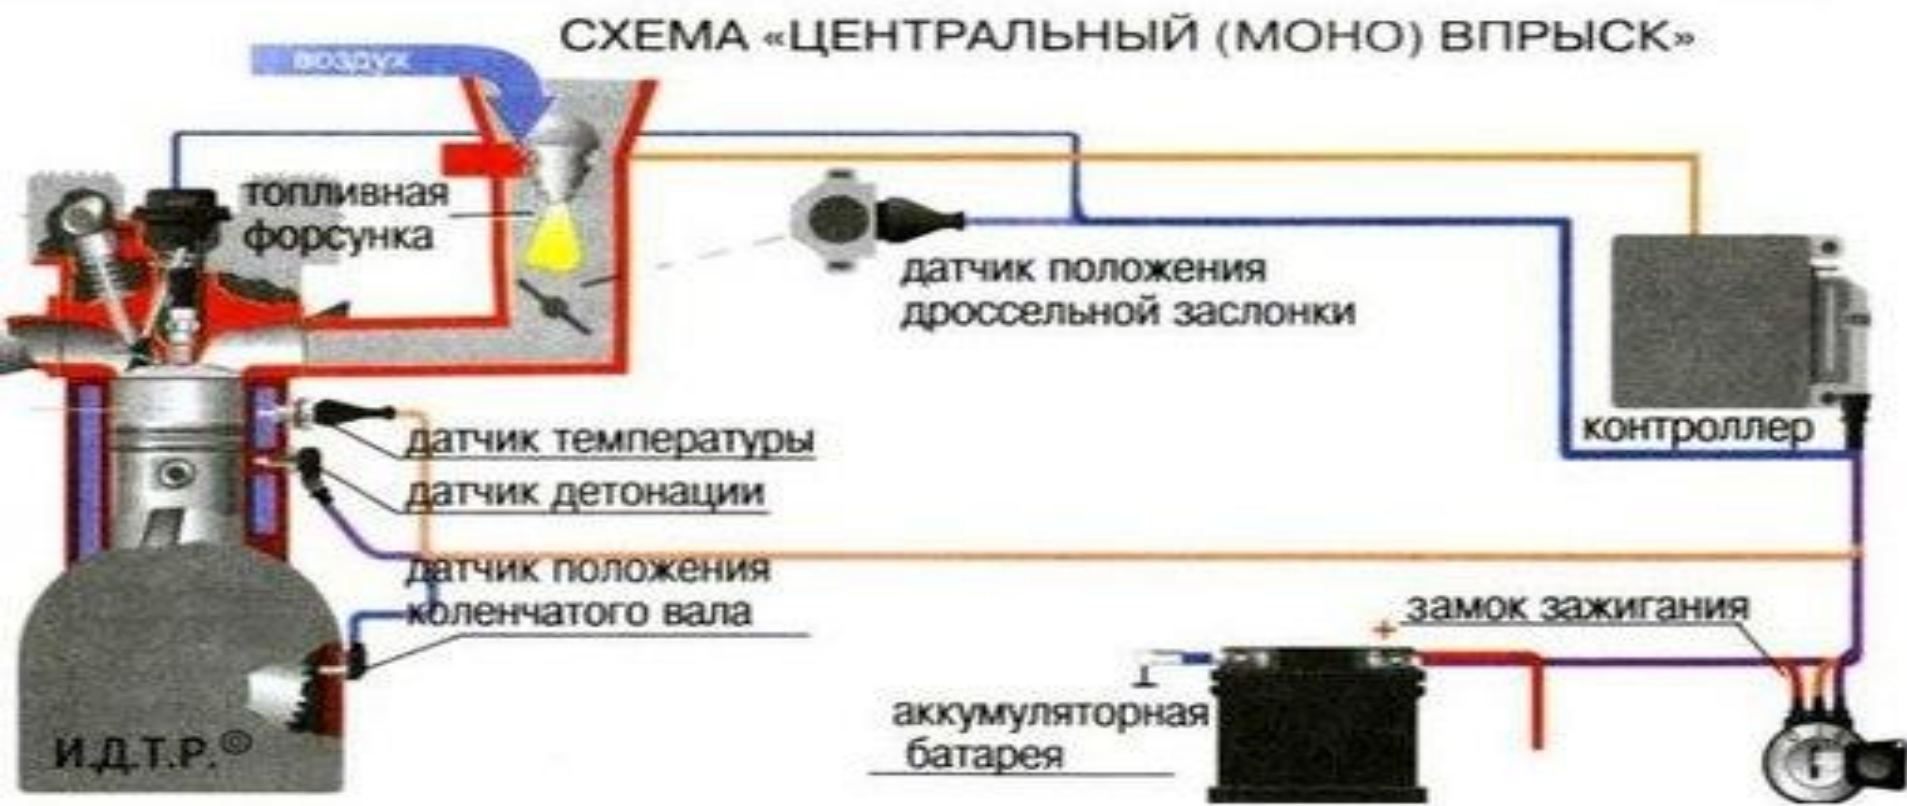 СХЕМА «ЦЕНТРАЛЬНЫЙ (МОНО) ВПРЫСК»
воздух
топливная
форсунка
датчик положения
дроссельной заслонки
контроллер
датчик температуры
датчик детонации
датчик положения
коленчатого вала
замок зажигания
+
аккумуляторная
батарея
И.Д.Т.Р.©